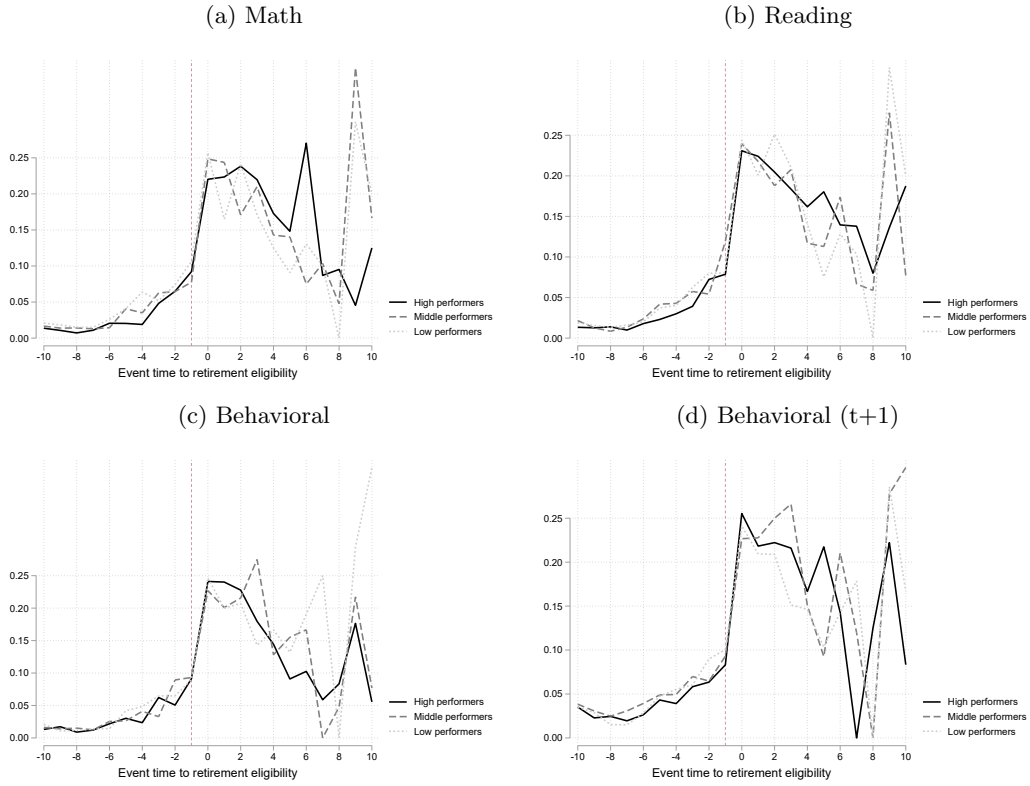 (a) Math
0.25
0.20
0.15
0.10
0.05
0.00
-10 -8 -6 -4 -2 0 2 4 6 8 10
Event time to retirement eligibility
High performers
Middle performers
Low performers
(b) Reading
0.25
0.20
0.15
0.10
0.05
0.00
-10 -8 -6 -4 -2 0 2 4 6 8 10
Event time to retirement eligibility
High performers
Middle performers
Low performers
(c) Behavioral
0.25
0.20
0.15
0.10
0.05
0.00
-10 -8 -6 -4 -2 0 2 4 6 8 10
Event time to retirement eligibility
High performers
Middle performers
Low performers
(d) Behavioral (t+1)
0.25
0.20
0.15
0.10
0.05
0.00
-10 -8 -6 -4 -2 0 2 4 6 8 10
Event time to retirement eligibility
High performers
Middle performers
Low performers